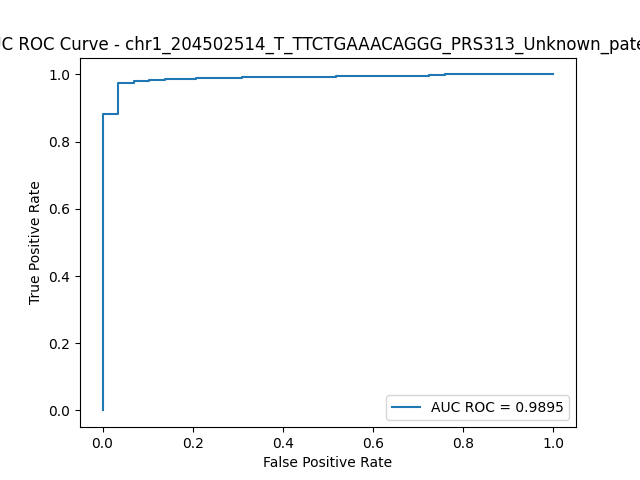 C ROC Curve - chr1_204502514_T_TTCTGAAACAGGG_PRS313_Unknown_pate
1.0
0.8
0.6
0.4
0.2
0.0
True Positive Rate
AUC ROC = 0.9895
0.0 0.2 0.4 0.6 0.8 1.0
False Positive Rate